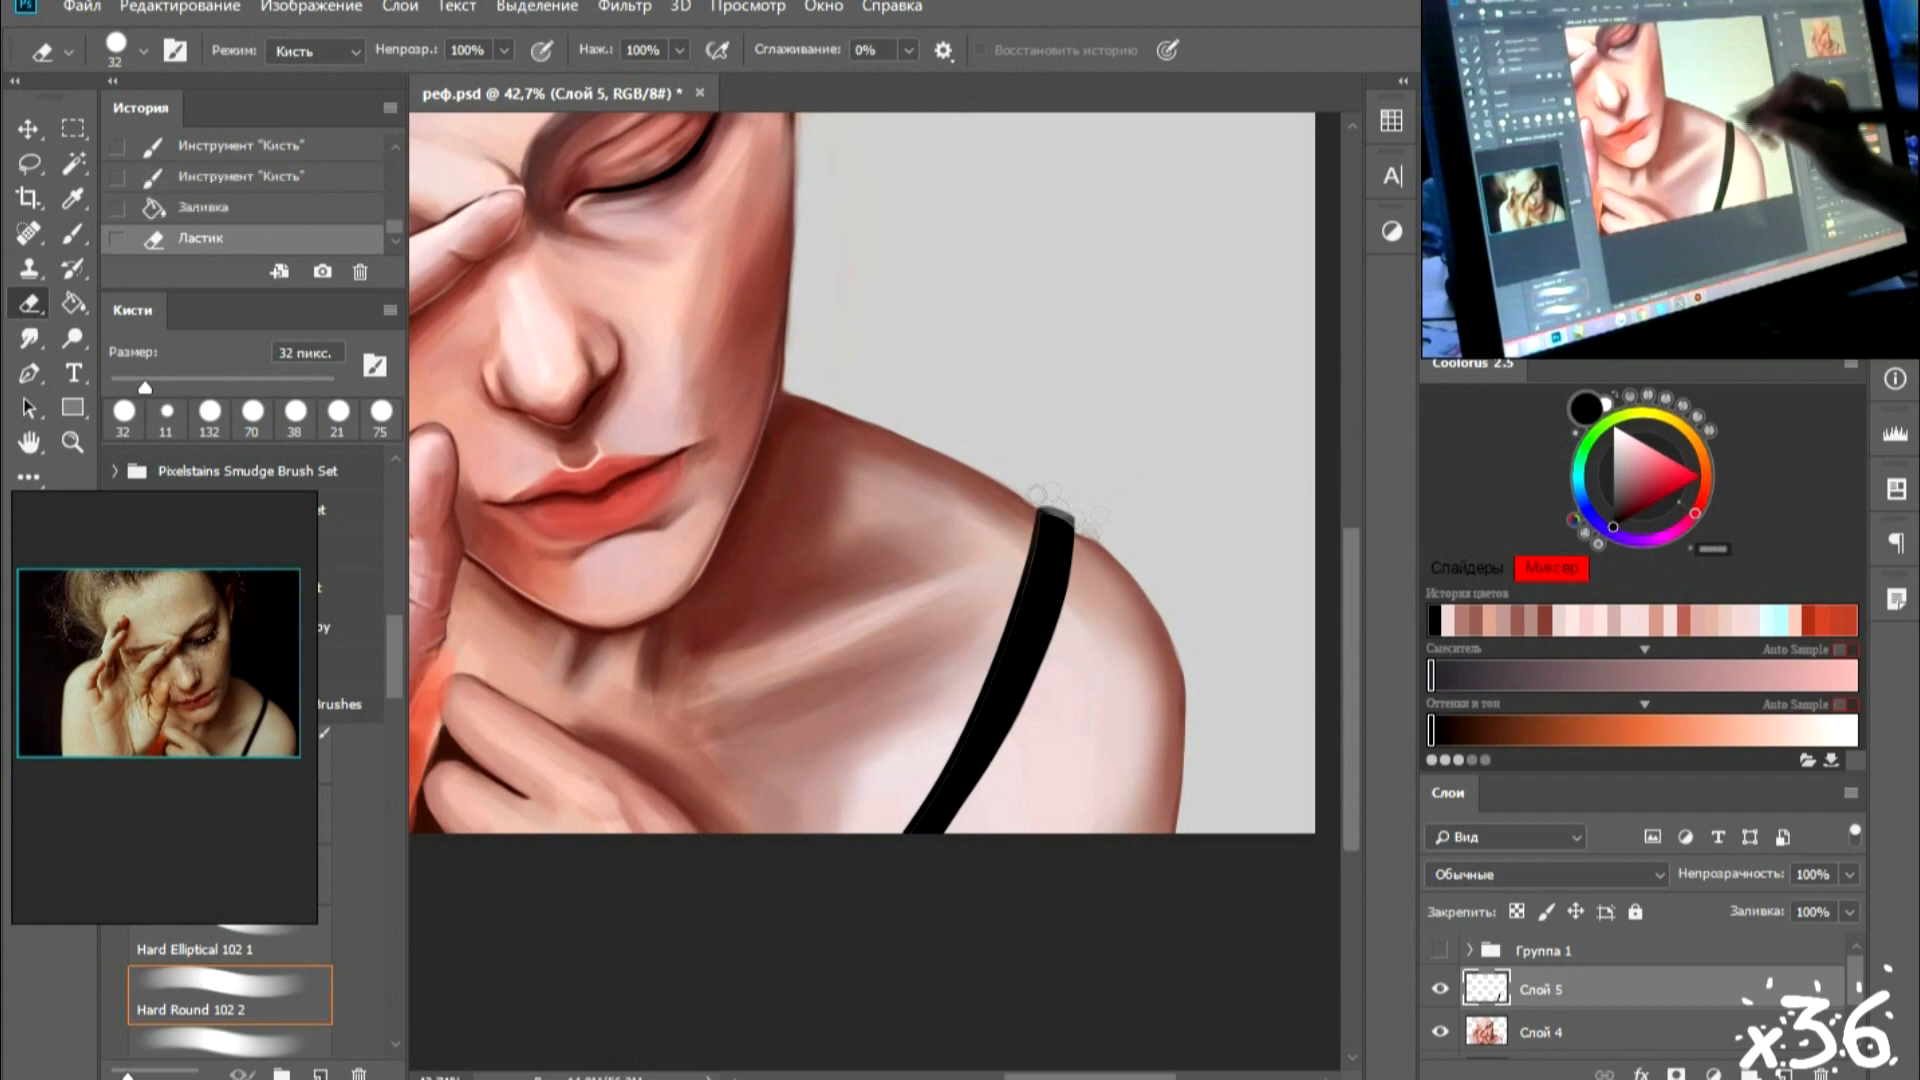 Ps Файл Редактирование Изображение Слои Текст Выделение Фильтр 3D Просмотр Окно Справка
32 Режим: Кисть Непрозр.: 100% Наж.: 100% Сглаживание: 0% Восстановить историю
реф.psd @ 42,7% (Слой 5, RGB/8#) * ×
История
Инструмент "Кисть"
Инструмент "Кисть"
Заливка
Ластик
Кисти
Размер: 32 пикс.
32 11 132 70 38 21 75
Pixelstains Smudge Brush Set
Hard Elliptical 102 1
Hard Round 102 2
Coolorus 2.5
Слайдеры Миксер
История цветов
Смеситель Auto Sample
Оттенки и тон Auto Sample
Слои
Вид
Обычные Непрозрачность: 100%
Закрепить: Заливка: 100%
Группа 1
Слой 5
Слой 4
x36